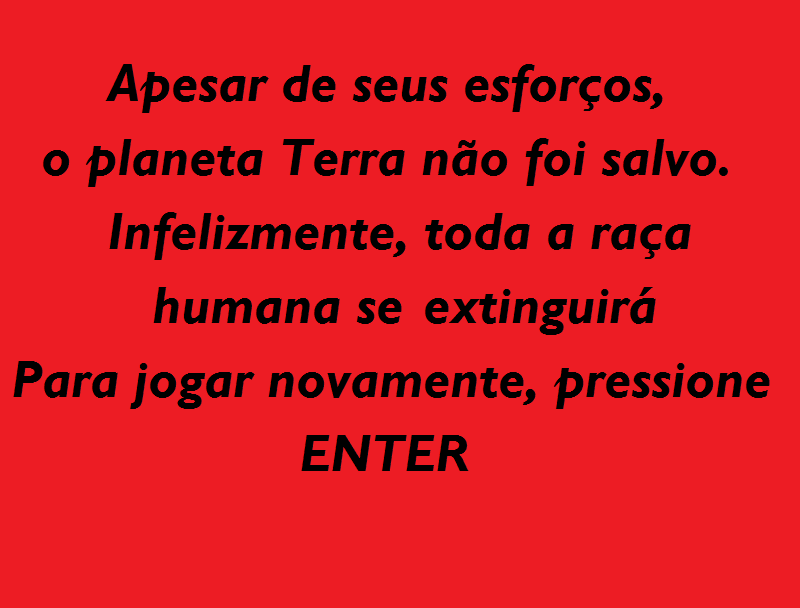 Apesar de seus esforços,
o planeta Terra não foi salvo.
Infelizmente, toda a raça
humana se extinguirá
Para jogar novamente, pressione
ENTER